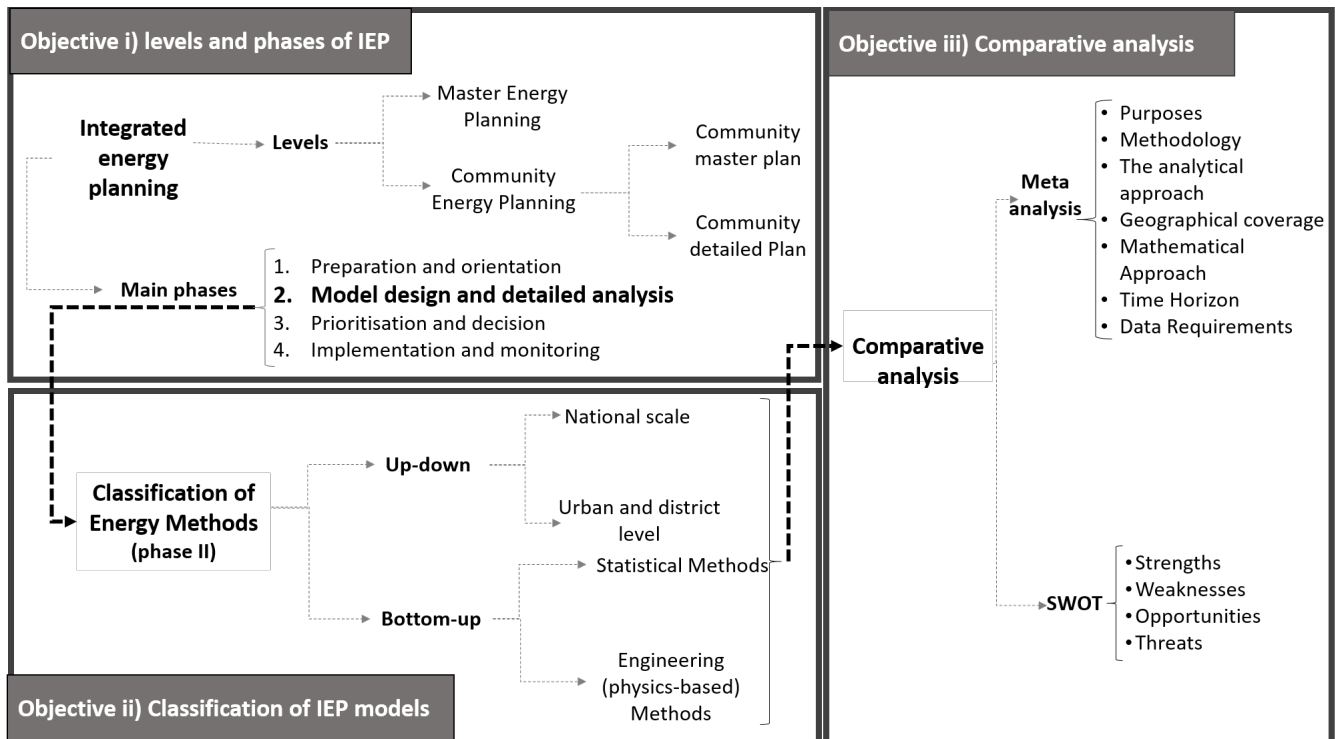 Objective i) levels and phases of IEP
Integrated
energy
planning
Levels
Master Energy
Planning
Community
Energy Planning
Community
master plan
Community
detailed Plan
Main phases
1. Preparation and orientation
2. Model design and detailed analysis
3. Prioritisation and decision
4. Implementation and monitoring
Classification of
Energy Methods
(phase II)
Up-down
National scale
Urban and district
level
Bottom-up
Statistical Methods
Engineering
(physics-based)
Methods
Objective ii) Classification of IEP models
Objective iii) Comparative analysis
Comparative
analysis
Meta
analysis
• Purposes
• Methodology
• The analytical
approach
• Geographical coverage
• Mathematical
Approach
• Time Horizon
• Data Requirements
SWOT
• Strengths
• Weaknesses
• Opportunities
• Threats